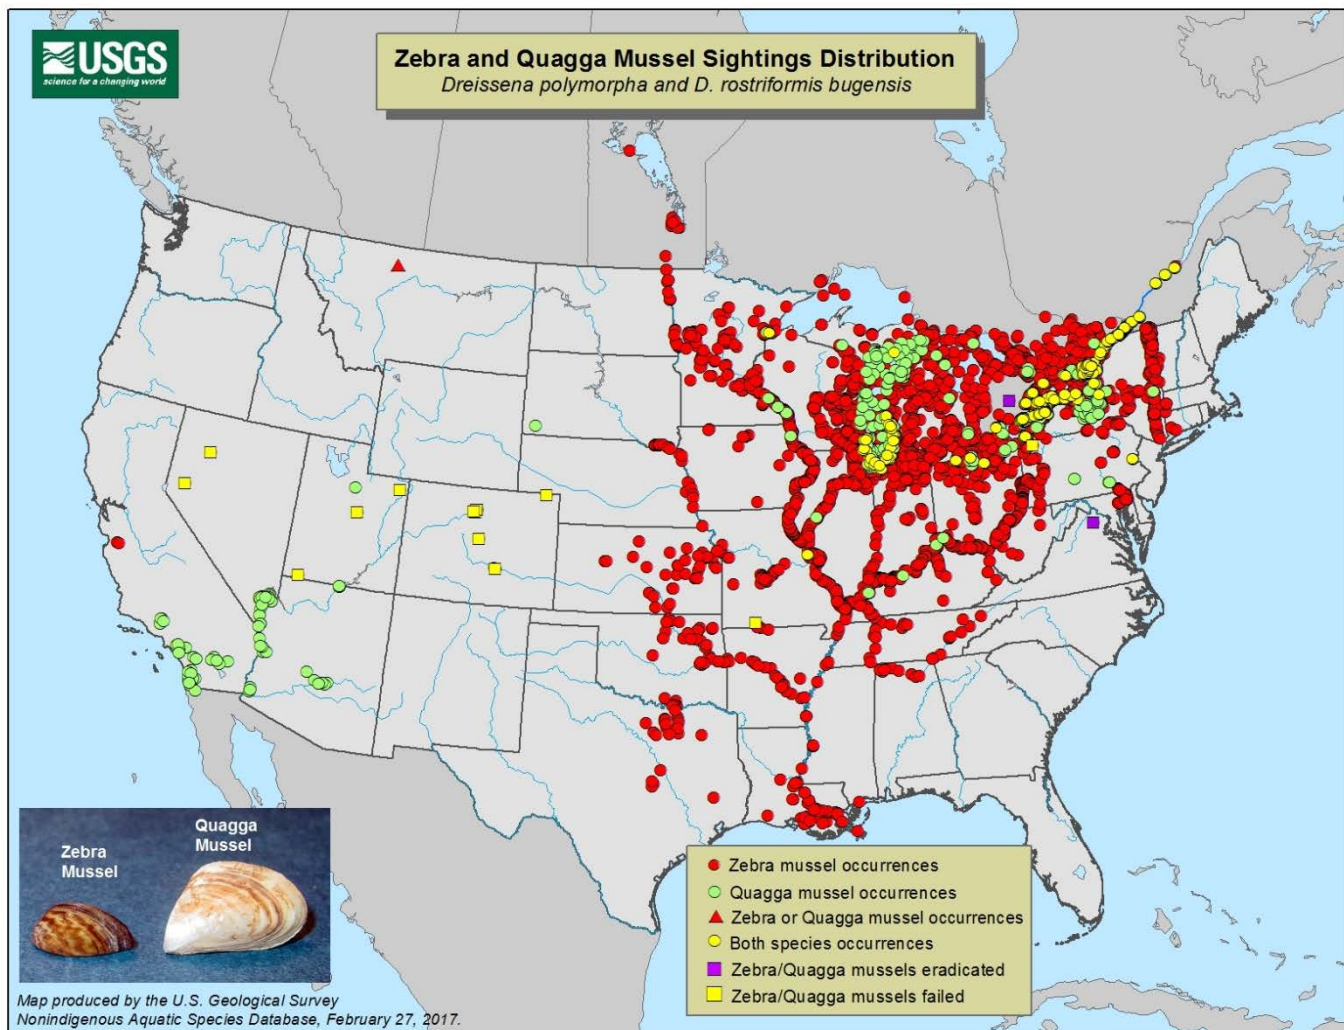 USGS
science for a changing world
Zebra and Quagga Mussel Sightings Distribution
Dreissena polymorpha and D. rostriformis bugensis
Zebra
Mussel
Quagga
Mussel
Zebra mussel occurrences
Quagga mussel occurrences
Zebra or Quagga mussel occurrences
Both species occurrences
Zebra/Quagga mussels eradicated
Zebra/Quagga mussels failed
Map produced by the U.S. Geological Survey
Nonindigenous Aquatic Species Database, February 27, 2017.